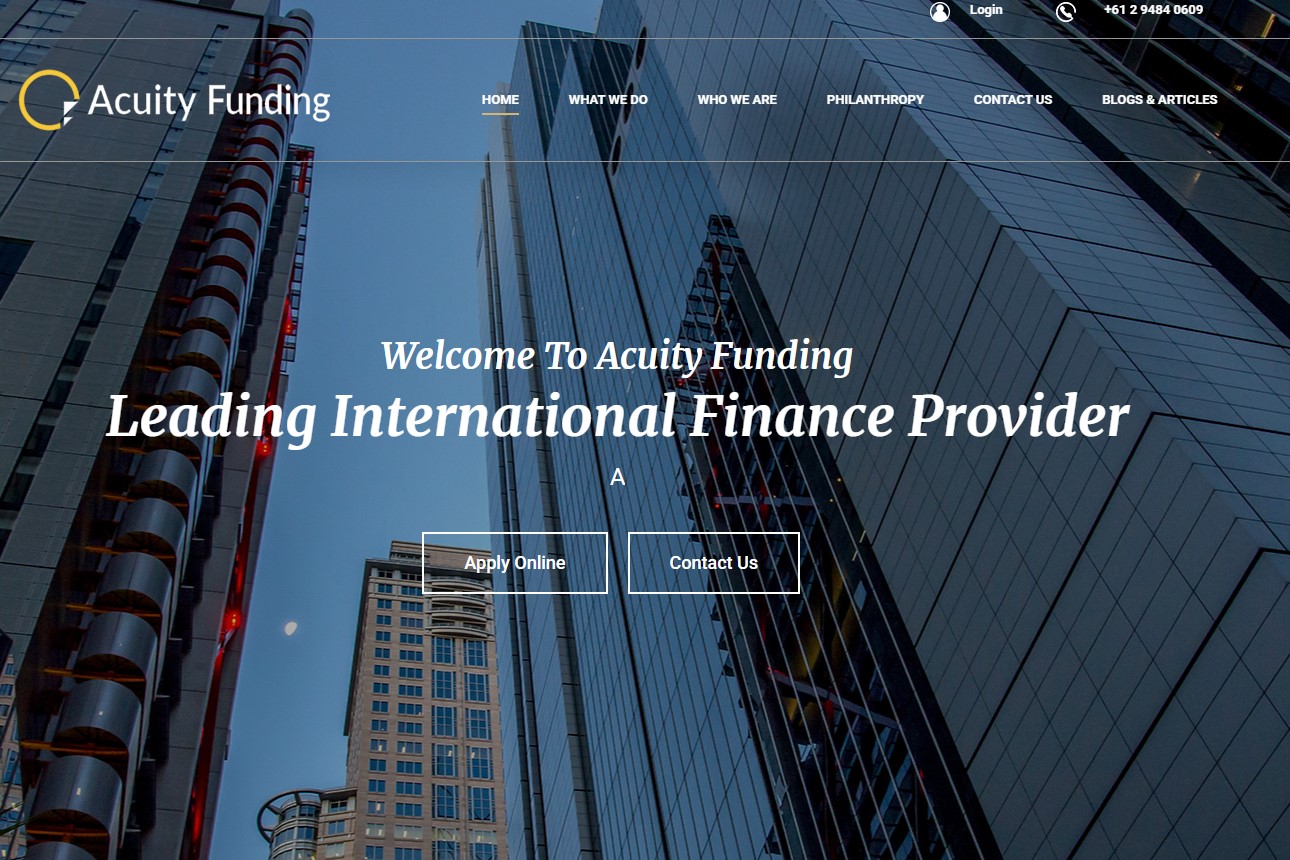 Login
+61 2 9484 0609
Acuity Funding
HOME
WHAT WE DO
WHO WE ARE
PHILANTHROPY
CONTACT US
BLOGS & ARTICLES
Welcome To Acuity Funding
Leading International Finance Provider
A
Apply Online
Contact Us